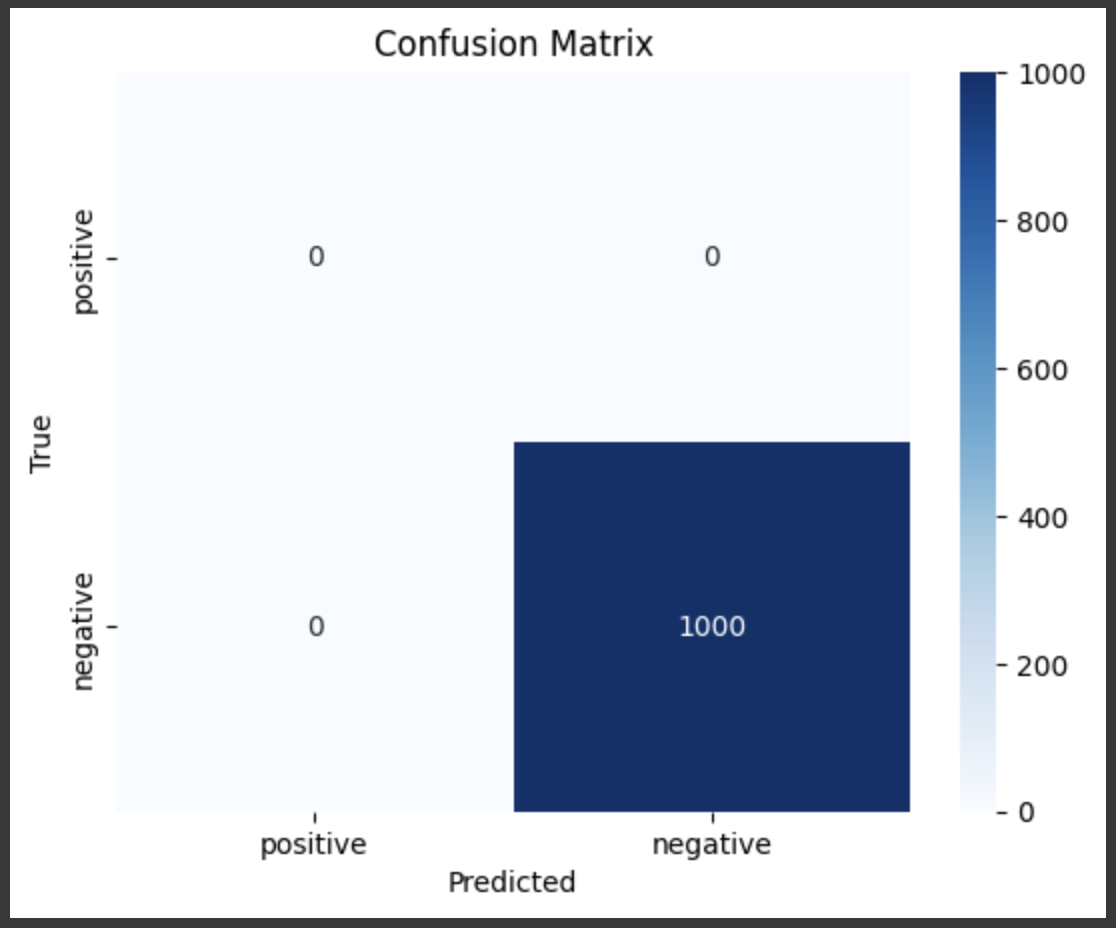 Confusion Matrix
True
positive
negative
0
0
0
1000
positive
negative
Predicted
1000
800
600
400
200
0